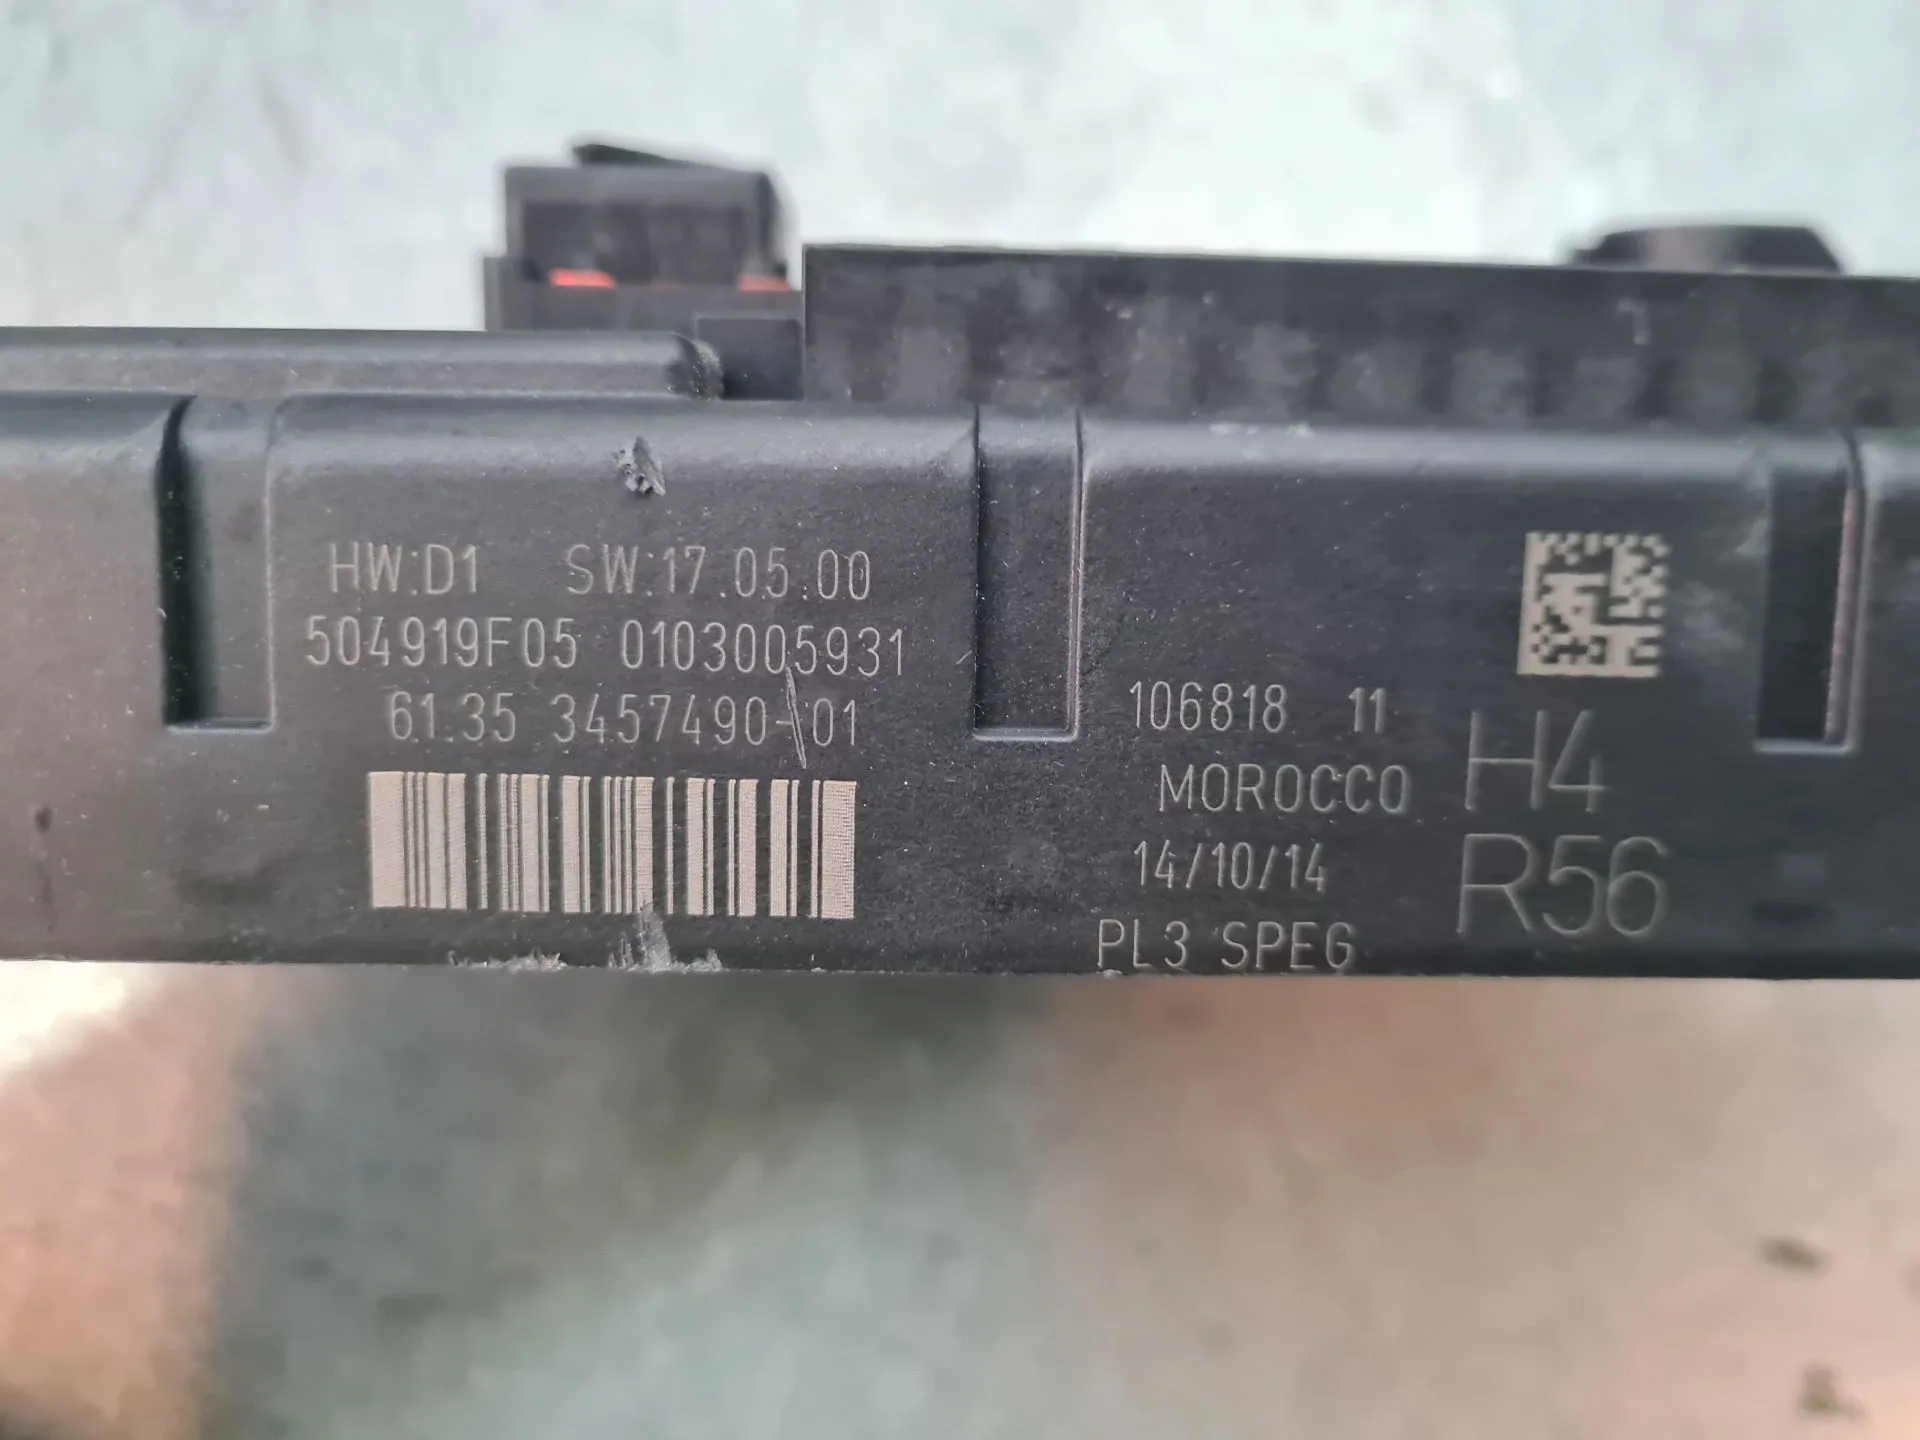 HW:D1 SW:17.05.00
504919F05 0103005931
61.35 3457490-01
106818 11
MOROCCO
14/10/14
PL3 SPEG
H4
R56